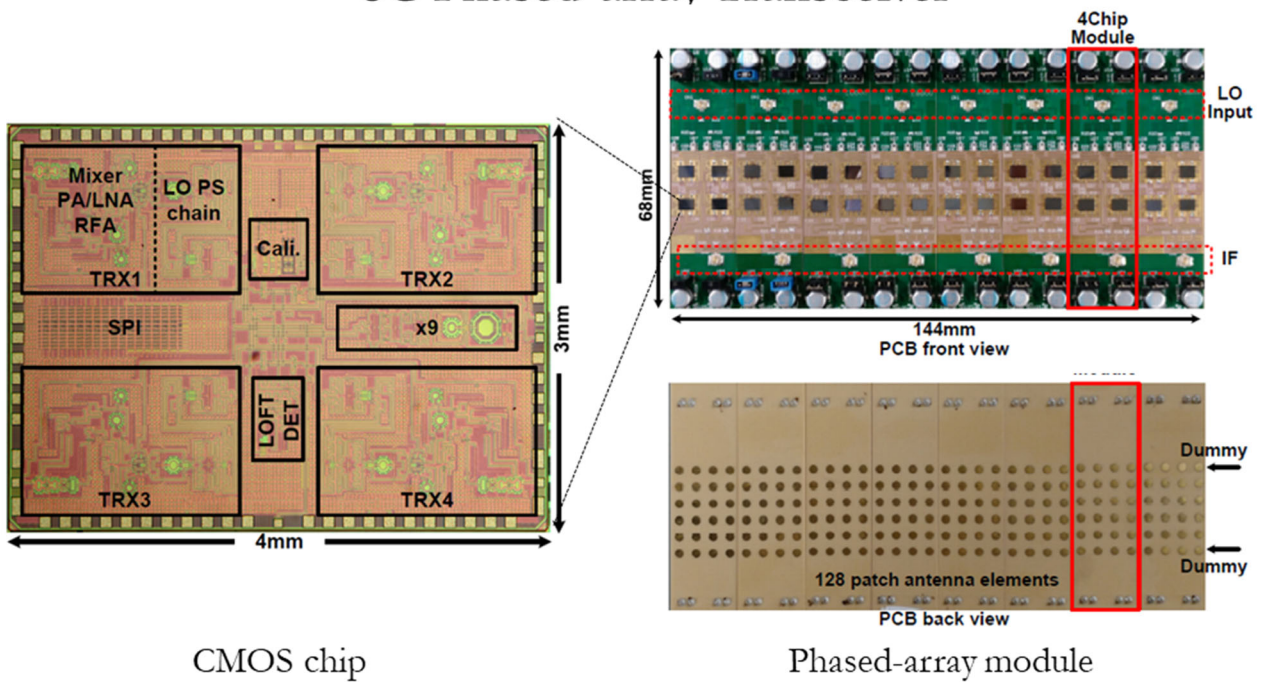 Mixer
PA/LNA
RFA
LO PS
chain
TRX1
Cali.
TRX2
SPI
x9
TRX3
LOFT
DET
TRX4
4mm
3mm
CMOS chip
4Chip
Module
LO
Input
IF
68mm
144mm
PCB front view
Dummy
Dummy
128 patch antenna elements
PCB back view
Phased-array module